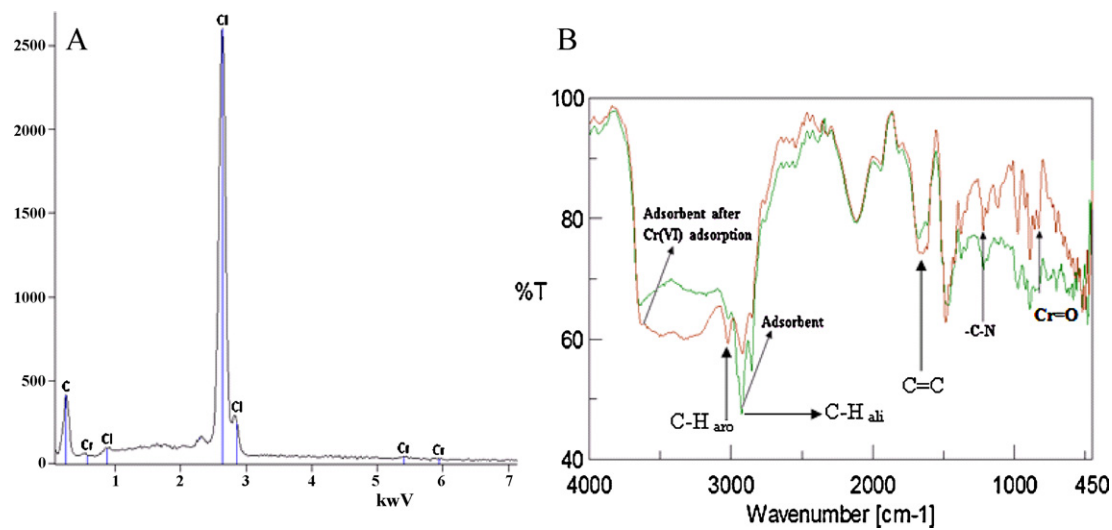 A
2500
2000
1500
1000
500
0
C
Cr
Cl
Cl
Cl
Cr
Cr
1 2 3 4 5 6 7
kwV
B
100
80
%T
60
40
Adsorbent after
Cr(VI) adsorption
Adsorbent
C-H aro
C-H ali
C=C
-C-N
Cr=O
4000 3000 2000 1000 450
Wavenumber [cm-1]